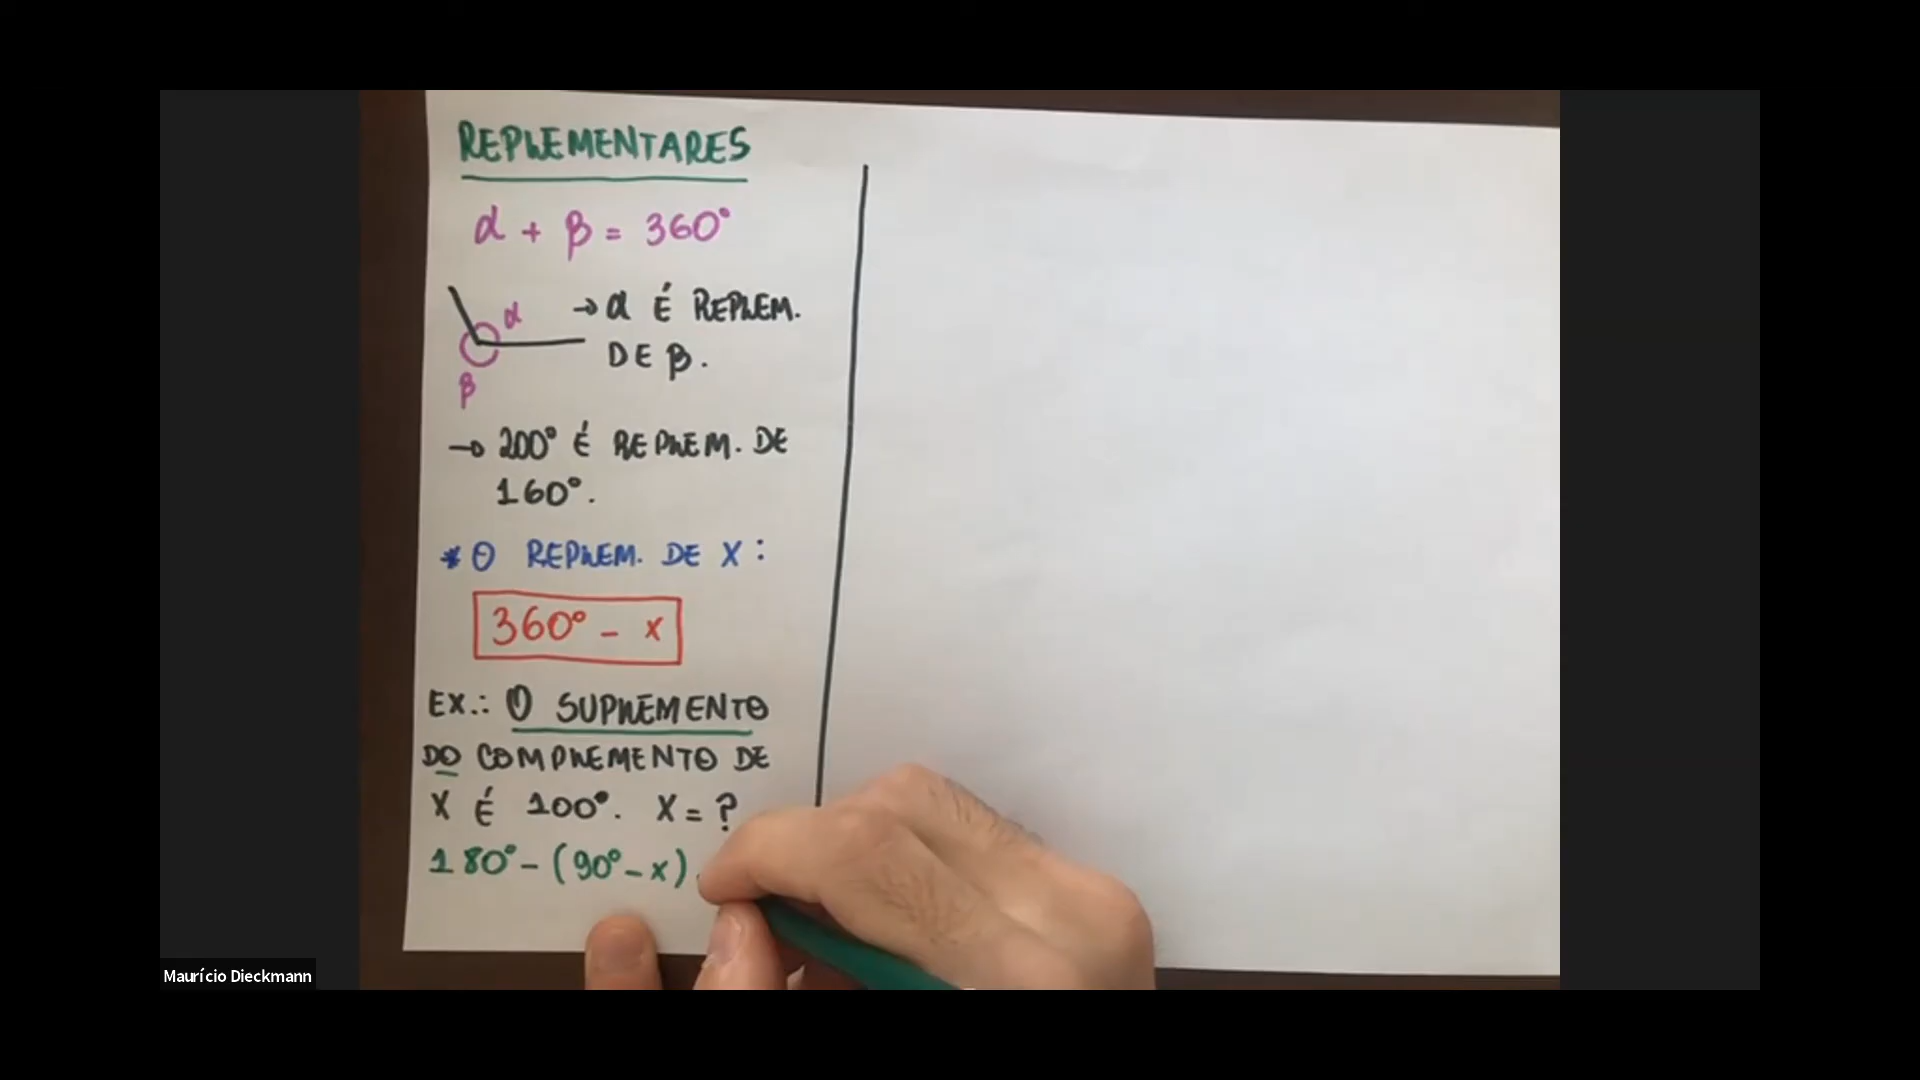 REPLEMENTARES
α + β = 360°
α → α É REPLEM.
DE β.
β
→ 200° É REPLEM. DE
160°.
* O REPLEM. DE X:
360° - x
EX.: O SUPLEMENTO
DO COMPLEMENTO DE
X É 100°. X = ?
180° - (90° - x)
Maurício Dieckmann